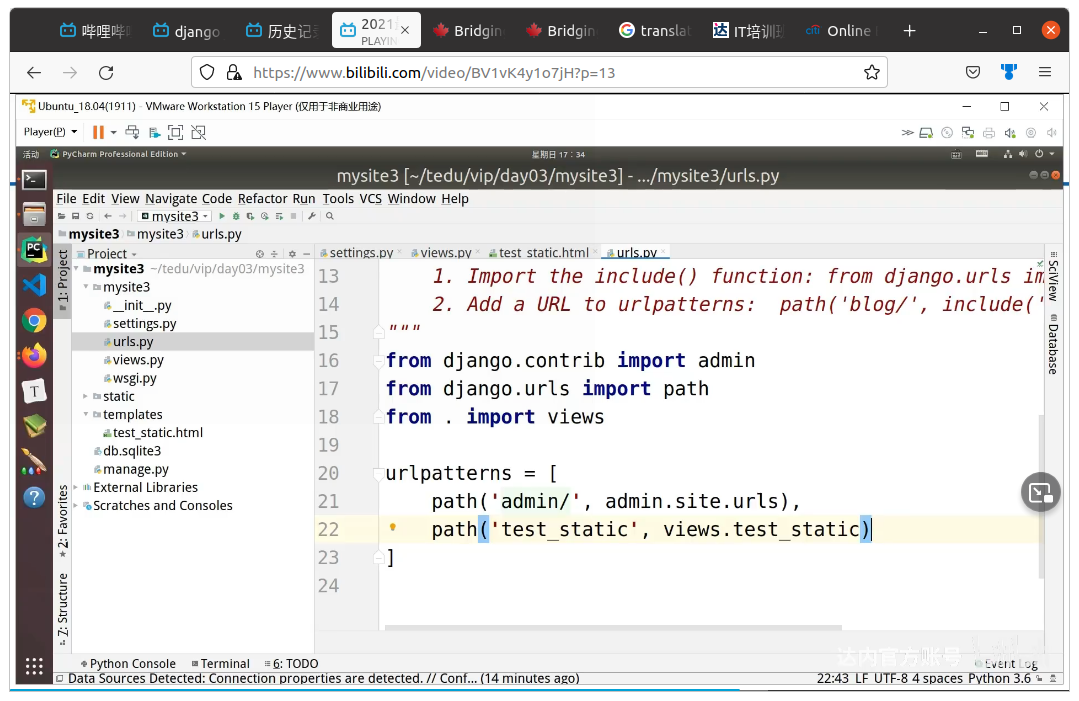 哔哩哔
django
历史记
2021
PLAYIN
Bridgin
Bridgin
translat
IT培训
citi
Online
https://www.bilibili.com/video/BV1vK4y1o7jH?p=13
Ubuntu_18.04(1911) - VMware Workstation 15 Player (仅用于非商业用途)
Player(P)
活动 PyCharm Professional Edition
星期日 17：34
mysite3 [~/tedu/vip/day03/mysite3] - .../mysite3/urls.py
File Edit View Navigate Code Refactor Run Tools VCS Window Help
mysite3
mysite3 mysite3 urls.py
Project
settings.py views.py test_static.html urls.py
1: Project
mysite3 ~/tedu/vip/day03/mysite3
mysite3
__init__.py
settings.py
urls.py
views.py
wsgi.py
static
templates
test_static.html
db.sqlite3
manage.py
External Libraries
Scratches and Consoles
2: Favorites
Z: Structure
13 1. Import the include() function: from django.urls im
14 2. Add a URL to urlpatterns:  path('blog/', include('
15 """
16 from django.contrib import admin
17 from django.urls import path
18 from . import views
19
20 urlpatterns = [
21 path('admin/', admin.site.urls),
22 path('test_static', views.test_static)
23 ]
24
SciView
Database
达内官方账号
Python Console Terminal 6: TODO Event Log
Data Sources Detected: Connection properties are detected. // Conf... (14 minutes ago)
22:43 LF UTF-8 4 spaces Python 3.6